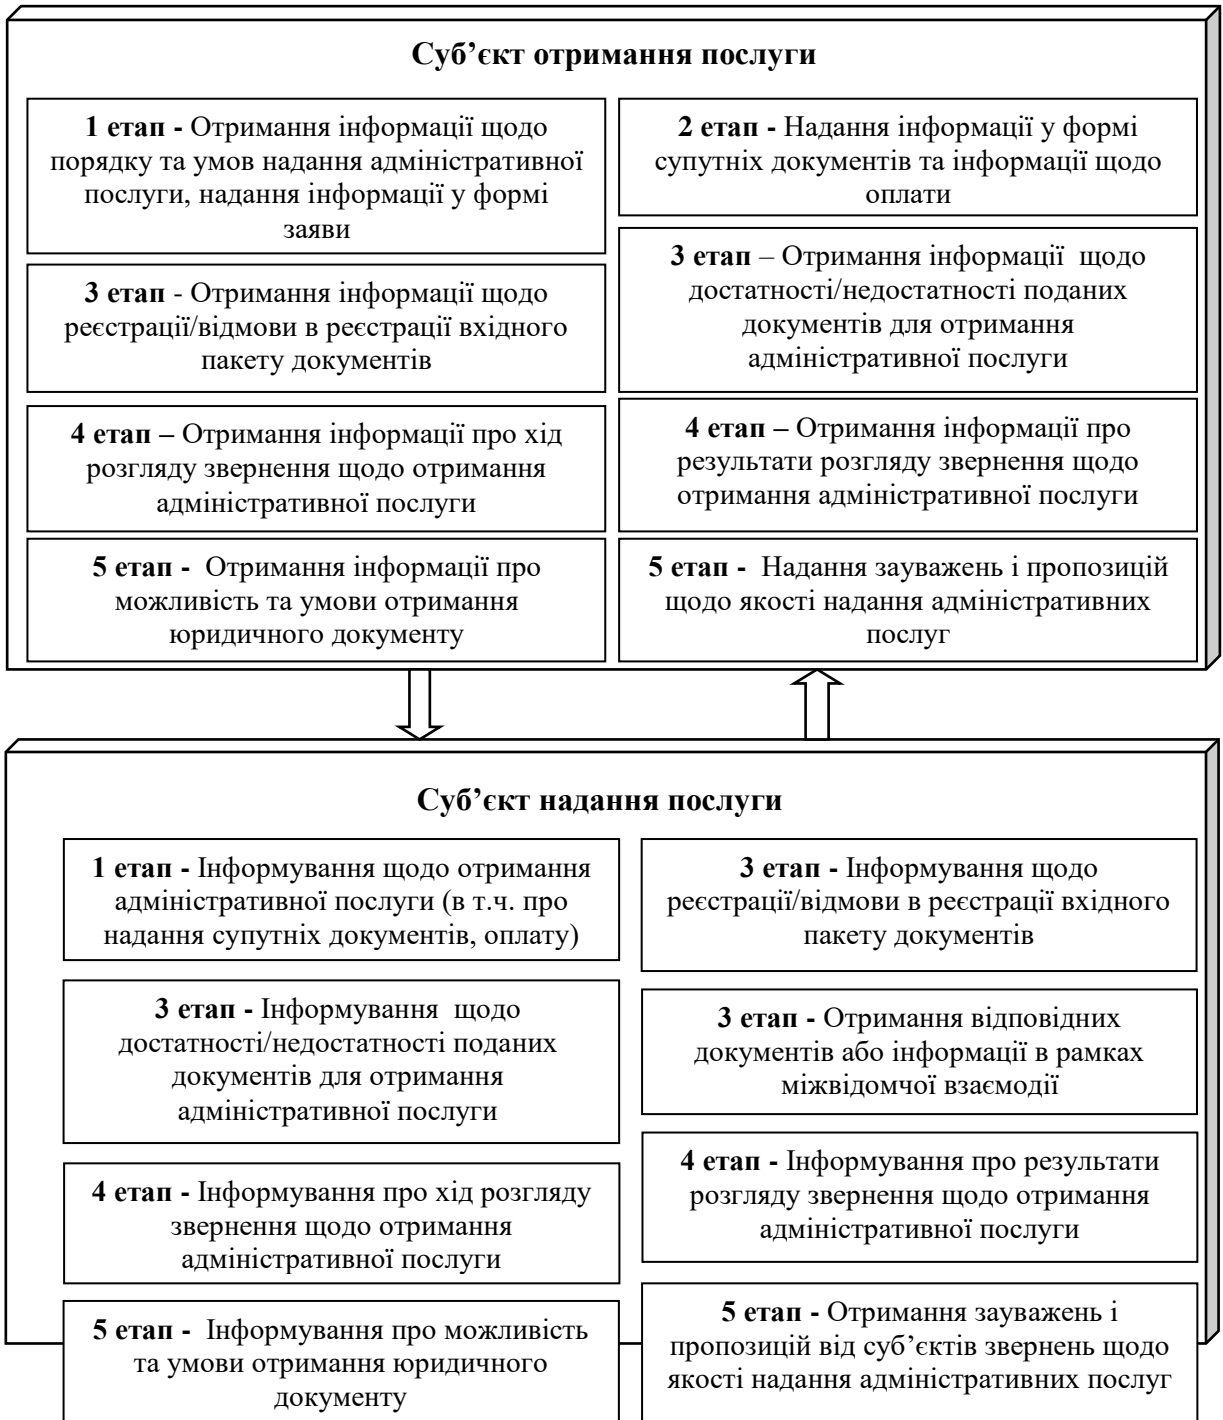 Суб’єкт отримання послуги
1 етап - Отримання інформації щодо
порядку та умов надання адміністративної
послуги, надання інформації у формі
заяви
2 етап - Надання інформації у формі
супутніх документів та інформації щодо
оплати
3 етап - Отримання інформації щодо
реєстрації/відмови в реєстрації вхідного
пакету документів
3 етап – Отримання інформації щодо
достатності/недостатності поданих
документів для отримання
адміністративної послуги
4 етап – Отримання інформації про хід
розгляду звернення щодо отримання
адміністративної послуги
4 етап – Отримання інформації про
результати розгляду звернення щодо
отримання адміністративної послуги
5 етап - Отримання інформації про
можливість та умови отримання
юридичного документу
5 етап - Надання зауважень і пропозицій
щодо якості надання адміністративних
послуг
Суб’єкт надання послуги
1 етап - Інформування щодо отримання
адміністративної послуги (в т.ч. про
надання супутніх документів, оплату)
3 етап - Інформування щодо
реєстрації/відмови в реєстрації вхідного
пакету документів
3 етап - Інформування щодо
достатності/недостатності поданих
документів для отримання
адміністративної послуги
3 етап - Отримання відповідних
документів або інформації в рамках
міжвідомчої взаємодії
4 етап - Інформування про хід розгляду
звернення щодо отримання
адміністративної послуги
4 етап - Інформування про результати
розгляду звернення щодо отримання
адміністративної послуги
5 етап - Інформування про можливість
та умови отримання юридичного
документу
5 етап - Отримання зауважень і
пропозицій від суб’єктів звернень щодо
якості надання адміністративних послуг